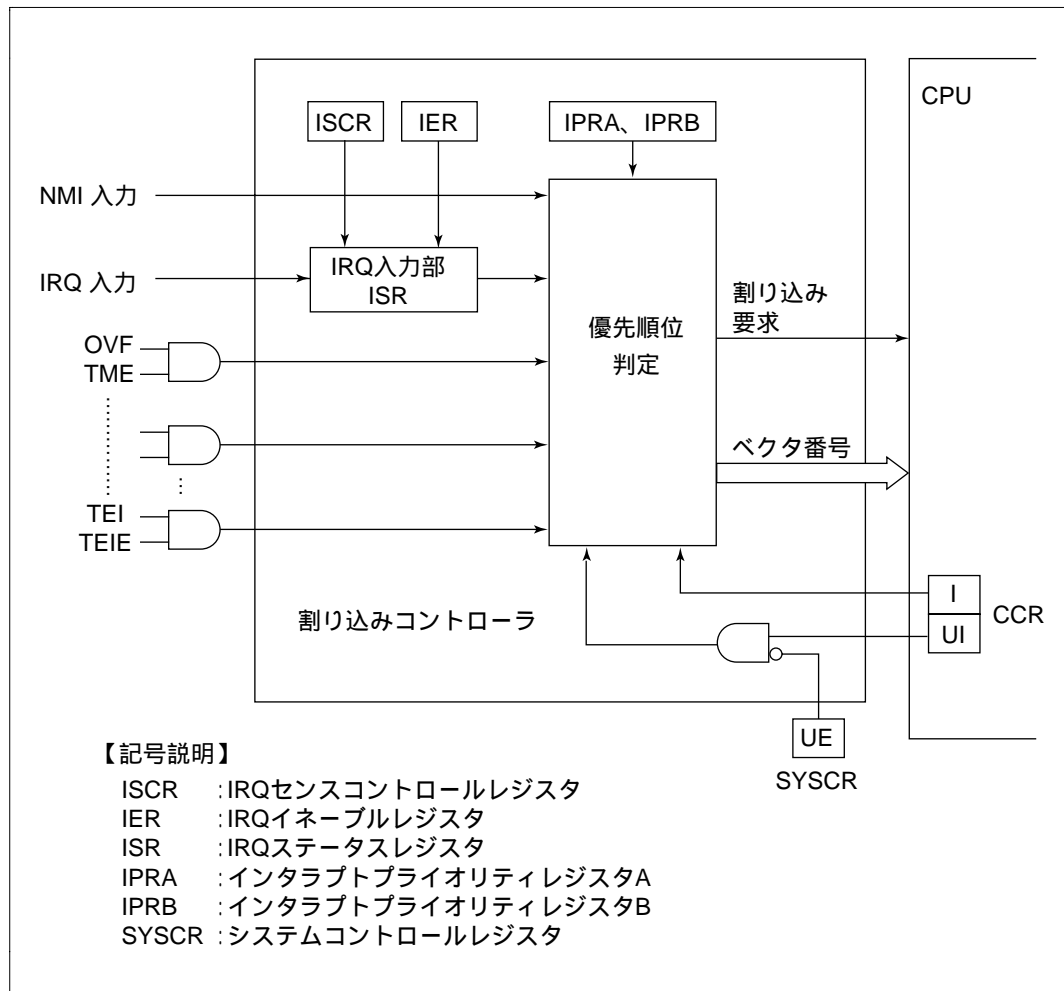 CPU
ISCR
IER
IPRA、IPRB
NMI 入力
IRQ 入力
IRQ入力部
ISR
OVF
TME
TEI
TEIE
優先順位
判定
割り込み
要求
ベクタ番号
I
UI
CCR
割り込みコントローラ
UE
SYSCR
【記号説明】
ISCR :IRQセンスコントロールレジスタ
IER :IRQイネーブルレジスタ
ISR :IRQステータスレジスタ
IPRA :インタラプトプライオリティレジスタA
IPRB :インタラプトプライオリティレジスタB
SYSCR :システムコントロールレジスタ